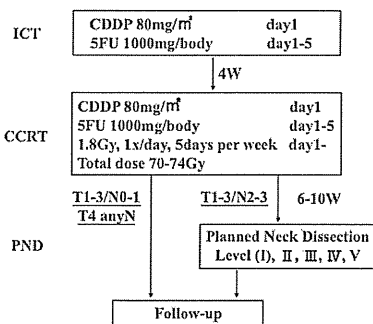 ICT
CDDP 80mg/㎡ day1
5FU 1000mg/body day1-5
4W
CCRT
CDDP 80mg/㎡ day1
5FU 1000mg/body day1-5
1.8Gy, 1x/day, 5days per week day1-
Total dose 70-74Gy
T1-3/N0-1
T4 anyN
T1-3/N2-3
6-10W
PND
Planned Neck Dissection
Level (I), Ⅱ, Ⅲ, Ⅳ, Ⅴ
Follow-up